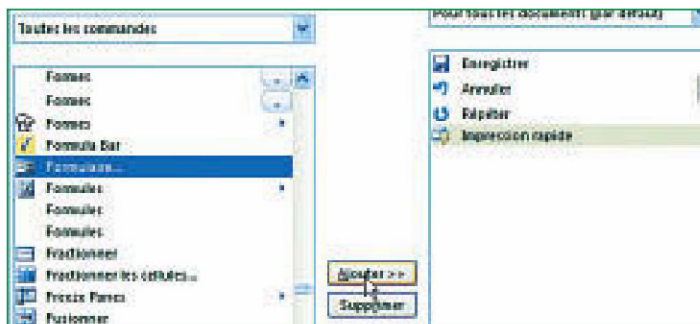 Toutes les commandes
Formes
Formes
Formes
Formula Bar
Formulaire...
Formules
Formules
Formules
Fractionner
Fractionner les cellules...
Freeze Panes
Fusionner
Ajouter >>
Supprimer
Pour tous les documents (par défaut)
Enregistrer
Annuler
Répéter
Impression rapide